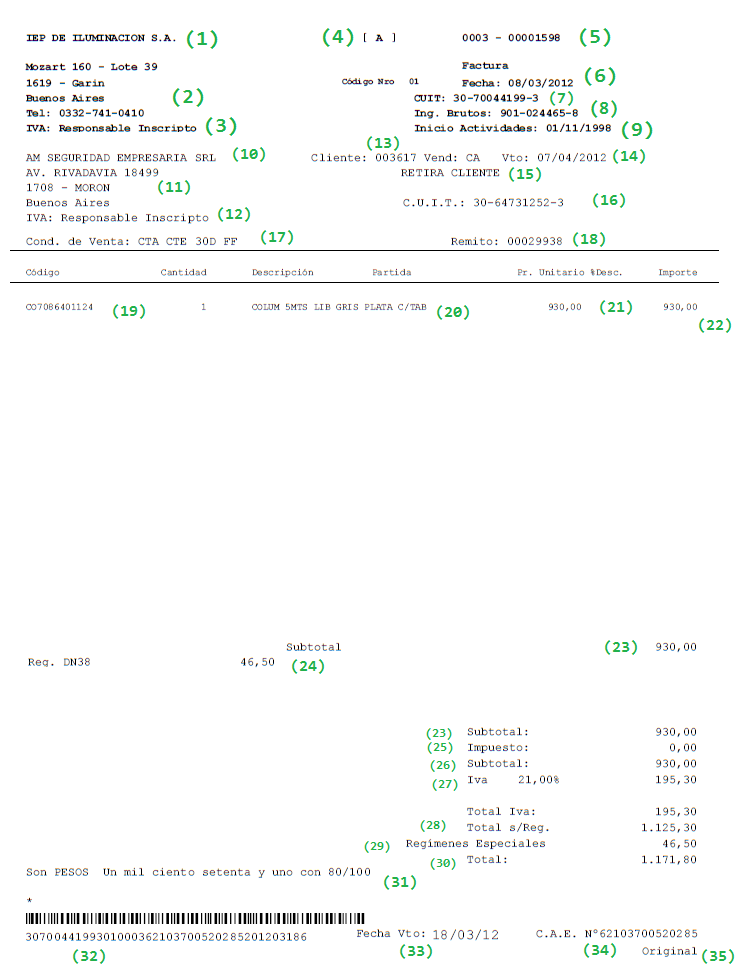 IEP DE ILUMINACION S.A. (1) (4) [ A ] 0003 - 00001598 (5)
Mozart 160 - Lote 39 Factura
1619 - Garin Código Nro 01 Fecha: 08/03/2012 (6)
Buenos Aires (2) CUIT: 30-70044199-3 (7)
Tel: 0332-741-0410 Ing. Brutos: 901-024465-8 (8)
IVA: Responsable Inscripto (3) Inicio Actividades: 01/11/1998 (9)
(13)
AM SEGURIDAD EMPRESARIA SRL (10) Cliente: 003617 Vend: CA Vto: 07/04/2012 (14)
AV. RIVADAVIA 18499 RETIRA CLIENTE (15)
1708 - MORON (11)
Buenos Aires C.U.I.T.: 30-64731252-3 (16)
IVA: Responsable Inscripto (12)
Cond. de Venta: CTA CTE 30D FF (17) Remito: 00029938 (18)
Código Cantidad Descripción Partida Pr. Unitario %Desc. Importe
CO7086401124 (19) 1 COLUM 5MTS LIB GRIS PLATA C/TAB (20) 930,00 (21) 930,00
(22)
Subtotal (23) 930,00
Reg. DN38 46,50 (24)
(23) Subtotal: 930,00
(25) Impuesto: 0,00
(26) Subtotal: 930,00
(27) Iva 21,00% 195,30
Total Iva: 195,30
(28) Total s/Reg. 1.125,30
(29) Regímenes Especiales 46,50
(30) Total: 1.171,80
Son PESOS Un mil ciento setenta y uno con 80/100 (31)
*
3070044199301000362103700520285201203186 Fecha Vto: 18/03/12 C.A.E. Nº62103700520285
(32) (33) (34) Original (35)